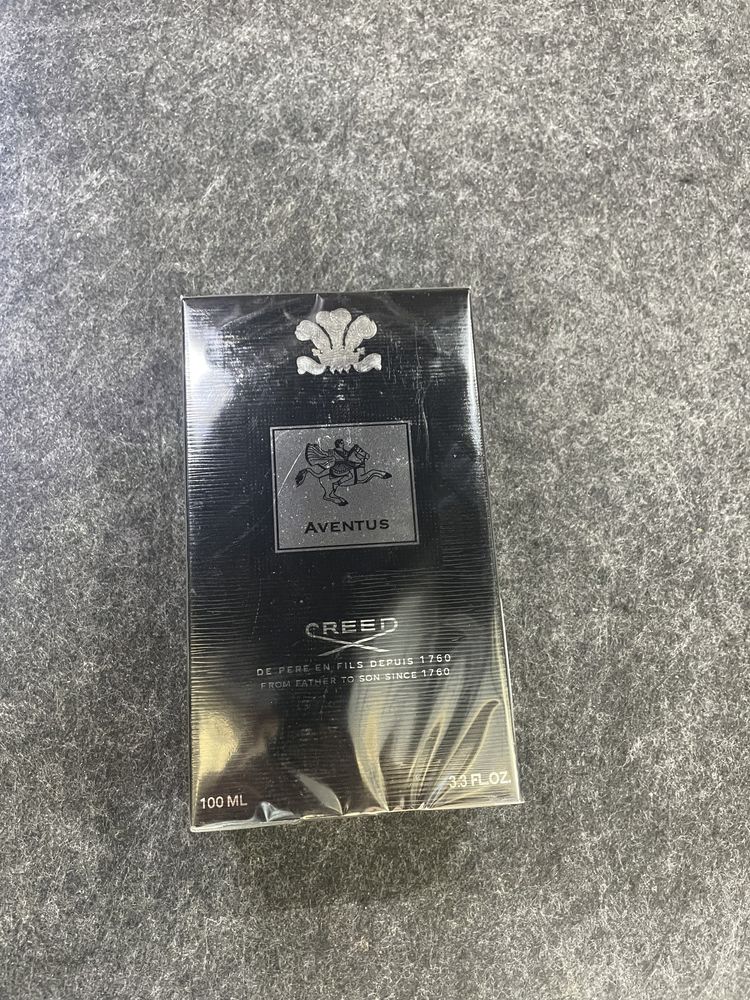 AVENTUS
CREED
DE PERE EN FILS DEPUIS 1760
FROM FATHER TO SON SINCE 1760
100 ML
3.3 FL.OZ.